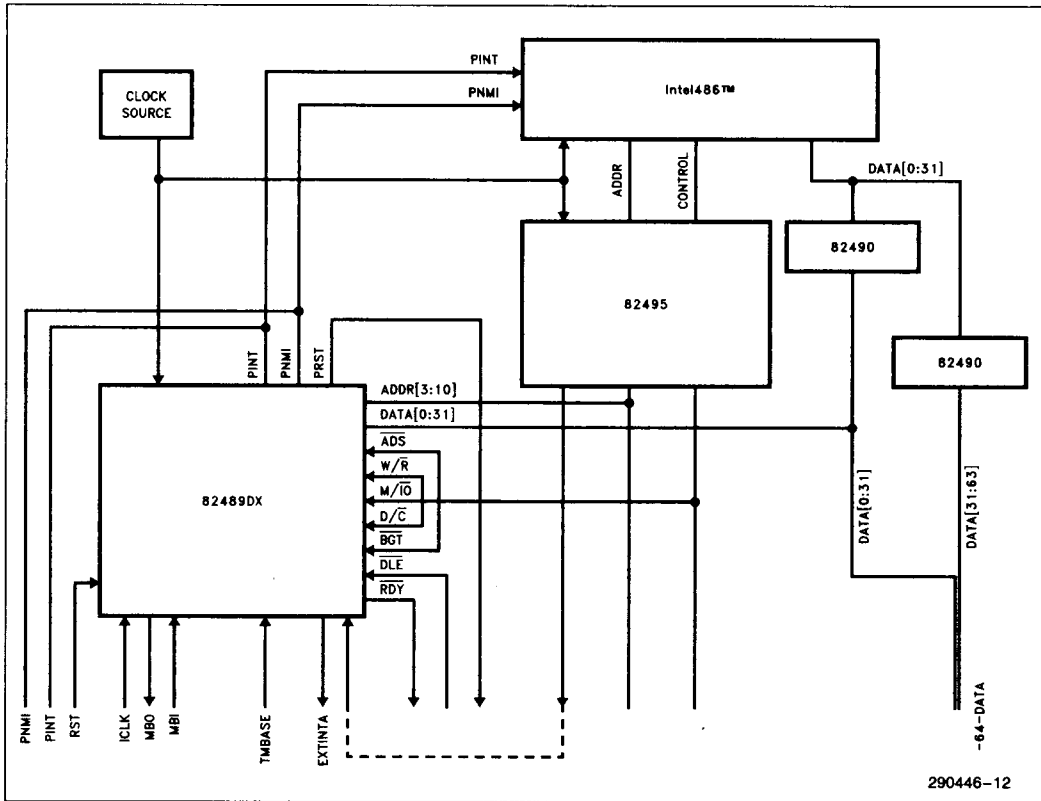 PINT
PNMI
Intel486™
CLOCK
SOURCE
ADDR
CONTROL
DATA[0:31]
82490
82495
82490
PINT
PNMI
PRST
ADDR[3:10]
DATA[0:31]
ADS
W/R
M/IO
D/C
BGT
DLE
RDY
82489DX
DATA[0:31]
DATA[31:63]
PNMI
PINT
RST
ICLK
MBO
MBI
TMBASE
EXTINTA
-64-DATA
290446-12